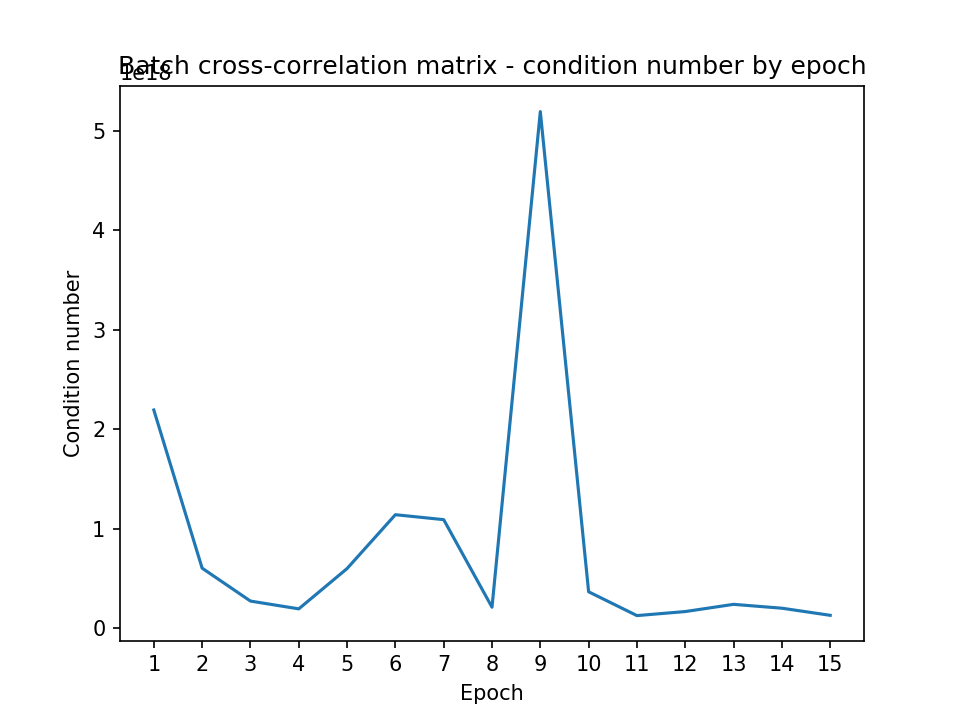 Batch cross-correlation matrix - condition number by epoch
1e18
5
4
3
2
1
0
Condition number
1 2 3 4 5 6 7 8 9 10 11 12 13 14 15
Epoch